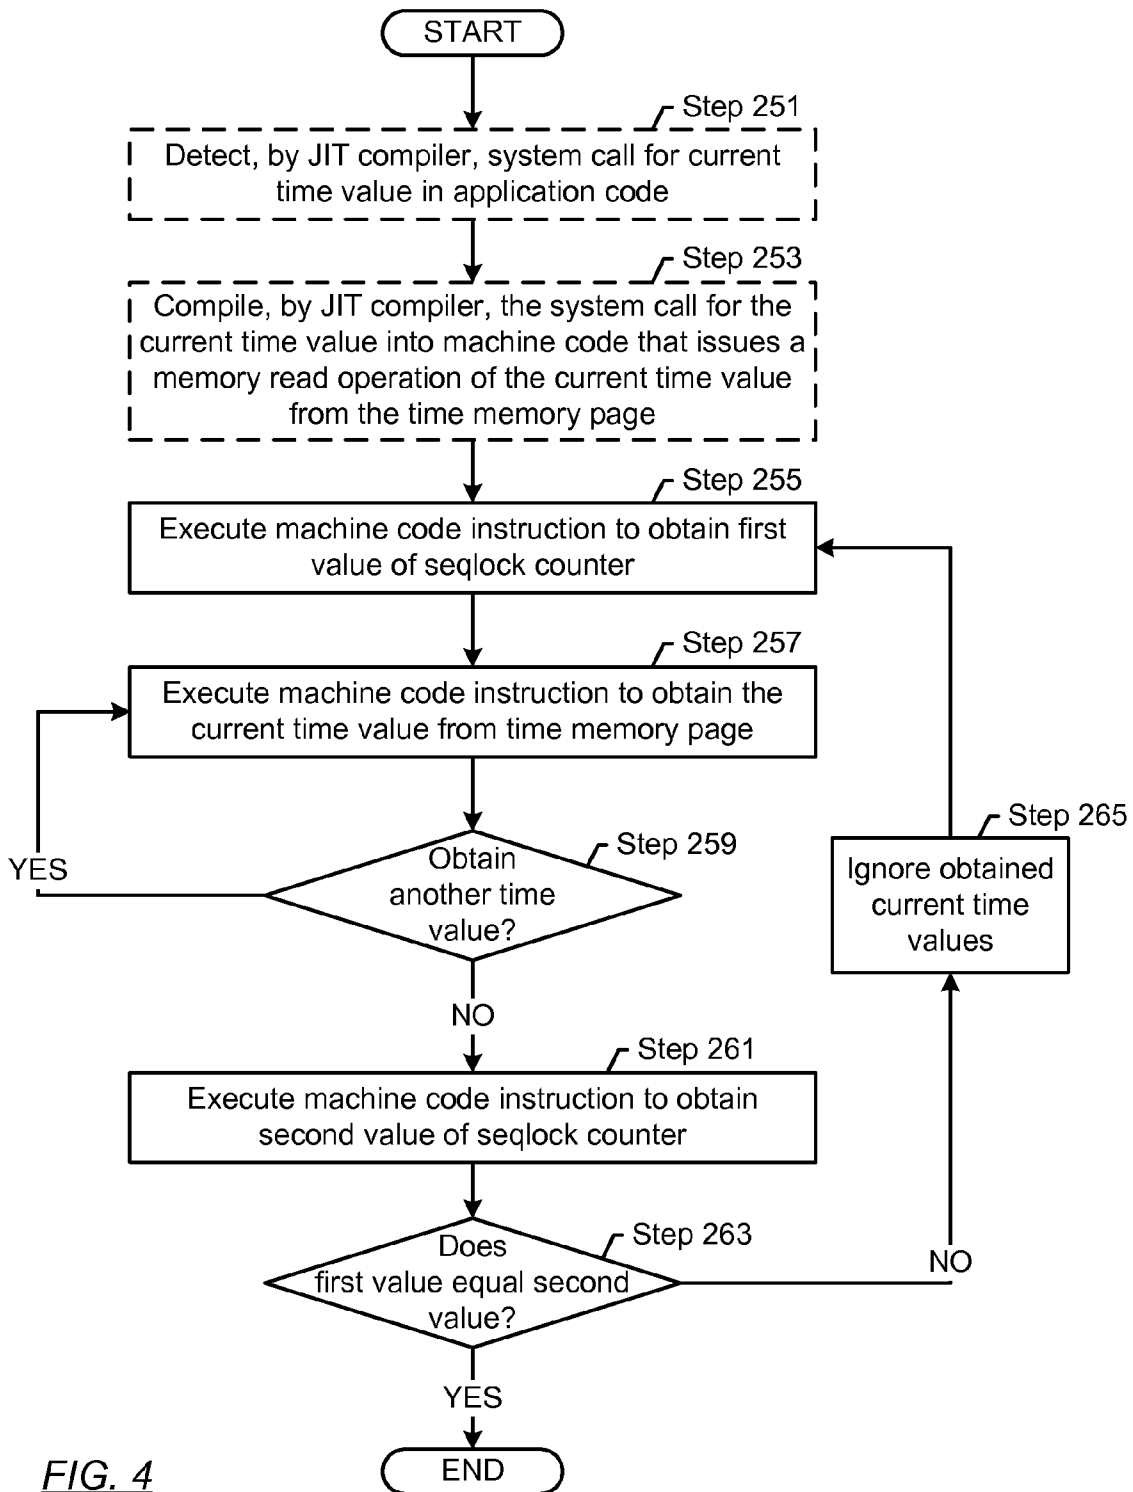 START
Step 251
Detect, by JIT compiler, system call for current
time value in application code
Step 253
Compile, by JIT compiler, the system call for the
current time value into machine code that issues a
memory read operation of the current time value
from the time memory page
Step 255
Execute machine code instruction to obtain first
value of seqlock counter
Step 257
Execute machine code instruction to obtain the
current time value from time memory page
Step 259
Obtain
another time
value?
YES
Step 265
Ignore obtained
current time
values
NO
Step 261
Execute machine code instruction to obtain
second value of seqlock counter
Step 263
Does
first value equal second
value?
NO
YES
END
FIG. 4